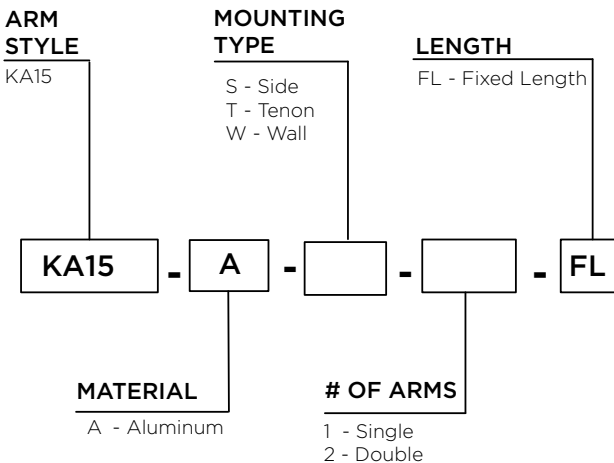 ARM
STYLE
KA15
MOUNTING
TYPE
S - Side
T - Tenon
W - Wall
LENGTH
FL - Fixed Length
KA15 - A - - - FL
MATERIAL
A - Aluminum
# OF ARMS
1 - Single
2 - Double